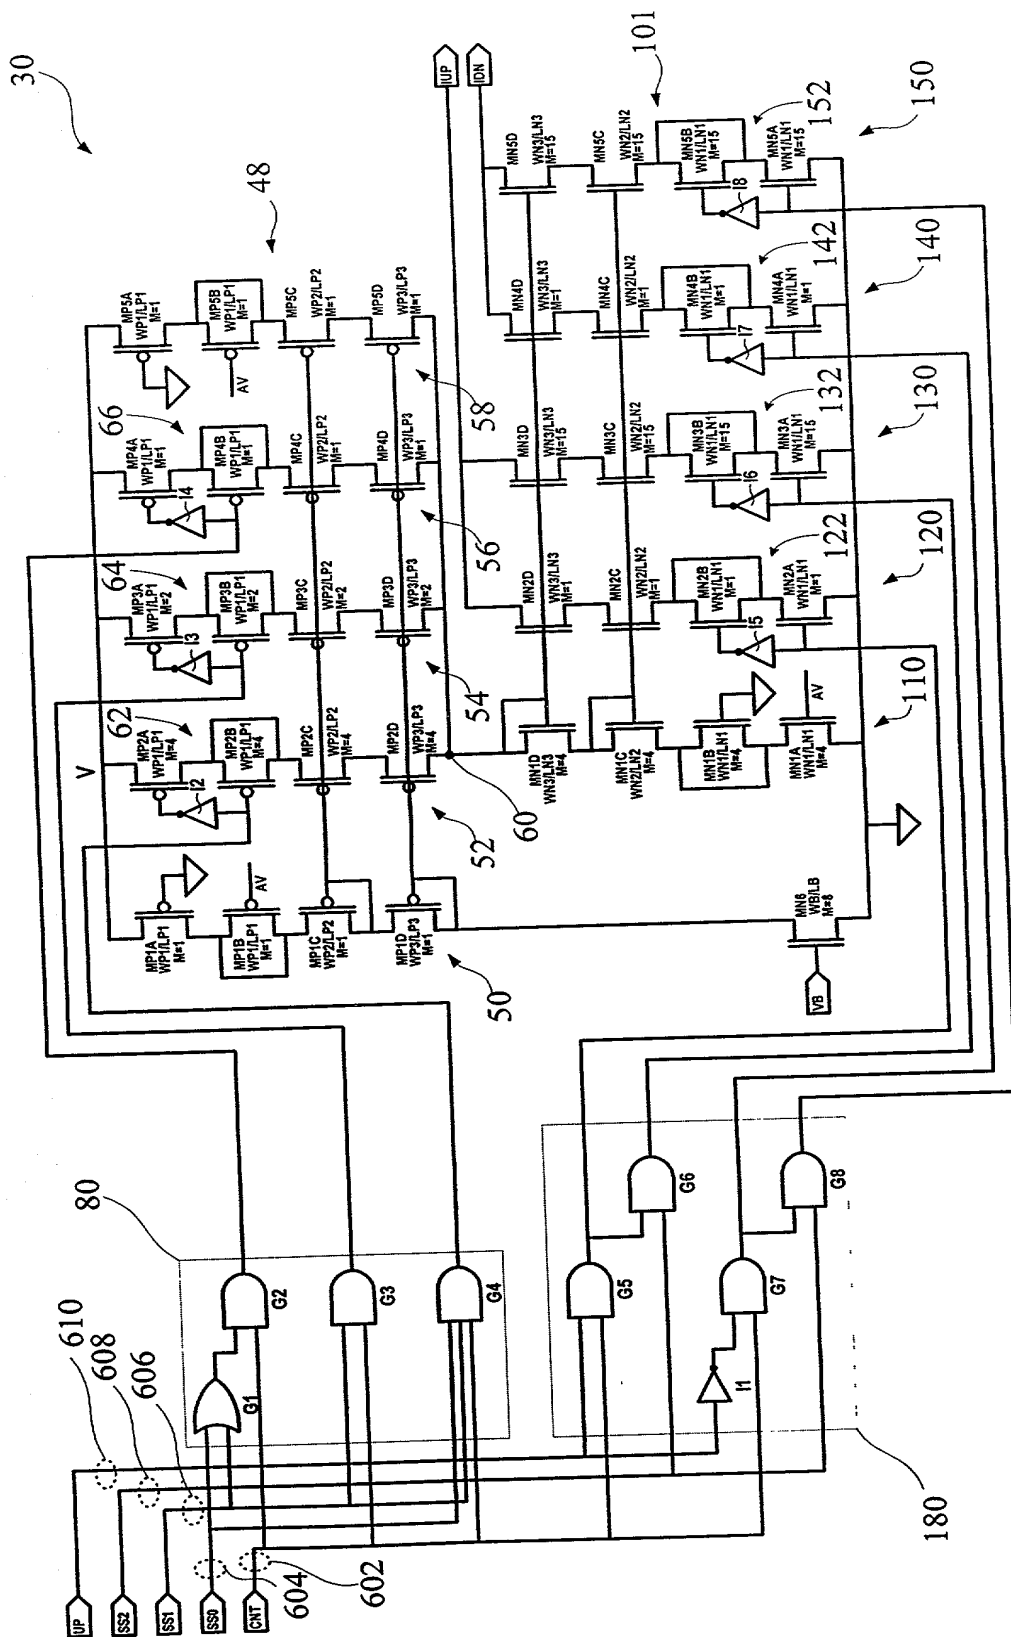 30
V
MP1A
WP1/LP1
M=1
AV
MP1B
WP1/LP1
M=1
MP1C
WP2/LP2
M=1
MP1D
WP3/LP3
M=1
50
62
MP2A
WP1/LP1
M=4
I2
MP2B
WP1/LP1
M=4
MP2C
WP2/LP2
M=4
MP2D
WP3/LP3
M=4
52
64
MP3A
WP1/LP1
M=2
I3
MP3B
WP1/LP1
M=2
MP3C
WP2/LP2
M=2
MP3D
WP3/LP3
M=2
54
66
MP4A
WP1/LP1
M=1
I4
MP4B
WP1/LP1
M=1
MP4C
WP2/LP2
M=1
MP4D
WP3/LP3
M=1
56
48
MP5A
WP1/LP1
M=1
AV
MP5B
WP1/LP1
M=1
MP5C
WP2/LP2
M=1
MP5D
WP3/LP3
M=1
58
IUP
IDN
60
MN1D
WN3/LN3
M=4
MN1C
WN2/LN2
M=4
MN1B
WN1/LN1
M=4
MN1A
WN1/LN1
M=4
AV
110
MN2D
WN3/LN3
M=1
MN2C
WN2/LN2
M=1
MN2B
WN1/LN1
M=1
I5
MN2A
WN1/LN1
M=1
122
120
MN3D
WN3/LN3
M=15
MN3C
WN2/LN2
M=15
MN3B
WN1/LN1
M=15
I6
MN3A
WN1/LN1
M=15
132
130
MN4D
WN3/LN3
M=1
MN4C
WN2/LN2
M=1
MN4B
WN1/LN1
M=1
I7
MN4A
WN1/LN1
M=1
142
140
101
MN5D
WN3/LN3
M=15
MN5C
WN2/LN2
M=15
MN5B
WN1/LN1
M=15
I8
MN5A
WN1/LN1
M=15
152
150
MN6
WB/LB
M=8
VB
80
G1
G2
G3
G4
G5
G6
G7
G8
I1
180
610
608
606
604
602
UP
SS2
SS1
SS0
CNT